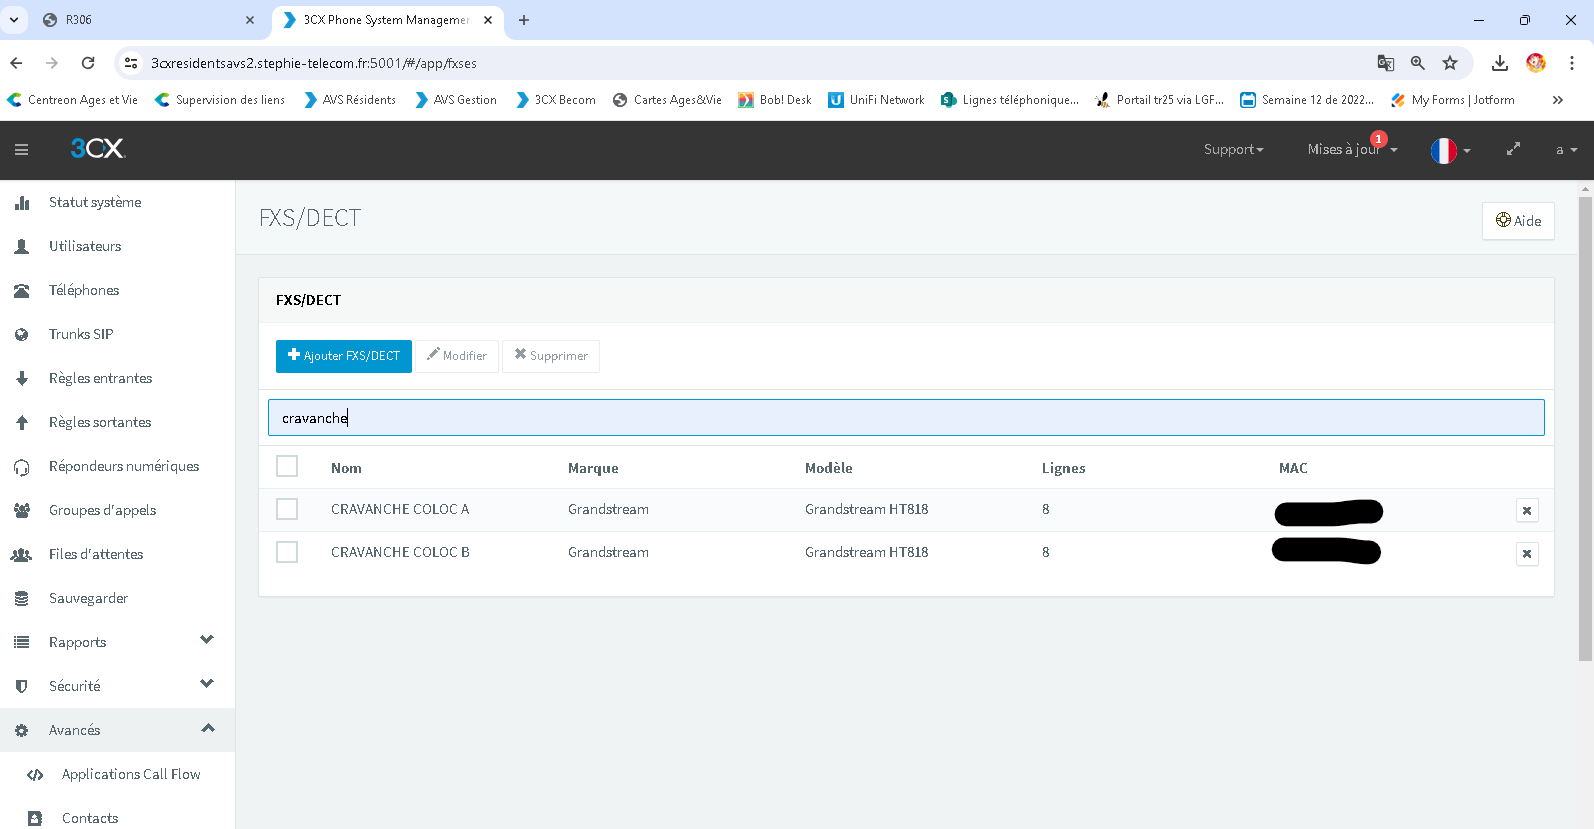 R306
3CX Phone System Managemer
3cxresidentsavs2.stephie-telecom.fr:5001/#/app/fxses
Centreon Ages et Vie
Supervision des liens
AVS Résidents
AVS Gestion
3CX Becom
Cartes Ages&Vie
Bob! Desk
UniFi Network
Lignes téléphonique...
Portail tr25 via LGF...
Semaine 12 de 2022...
My Forms | Jotform
3CX
Support
Mises à jour
1
a
Statut système
Utilisateurs
Téléphones
Trunks SIP
Règles entrantes
Règles sortantes
Répondeurs numériques
Groupes d'appels
Files d'attentes
Sauvegarder
Rapports
Sécurité
Avancés
Applications Call Flow
Contacts
FXS/DECT
Aide
FXS/DECT
Ajouter FXS/DECT
Modifier
Supprimer
cravanche
Nom Marque Modèle Lignes MAC
CRAVANCHE COLOC A Grandstream Grandstream HT818 8
CRAVANCHE COLOC B Grandstream Grandstream HT818 8